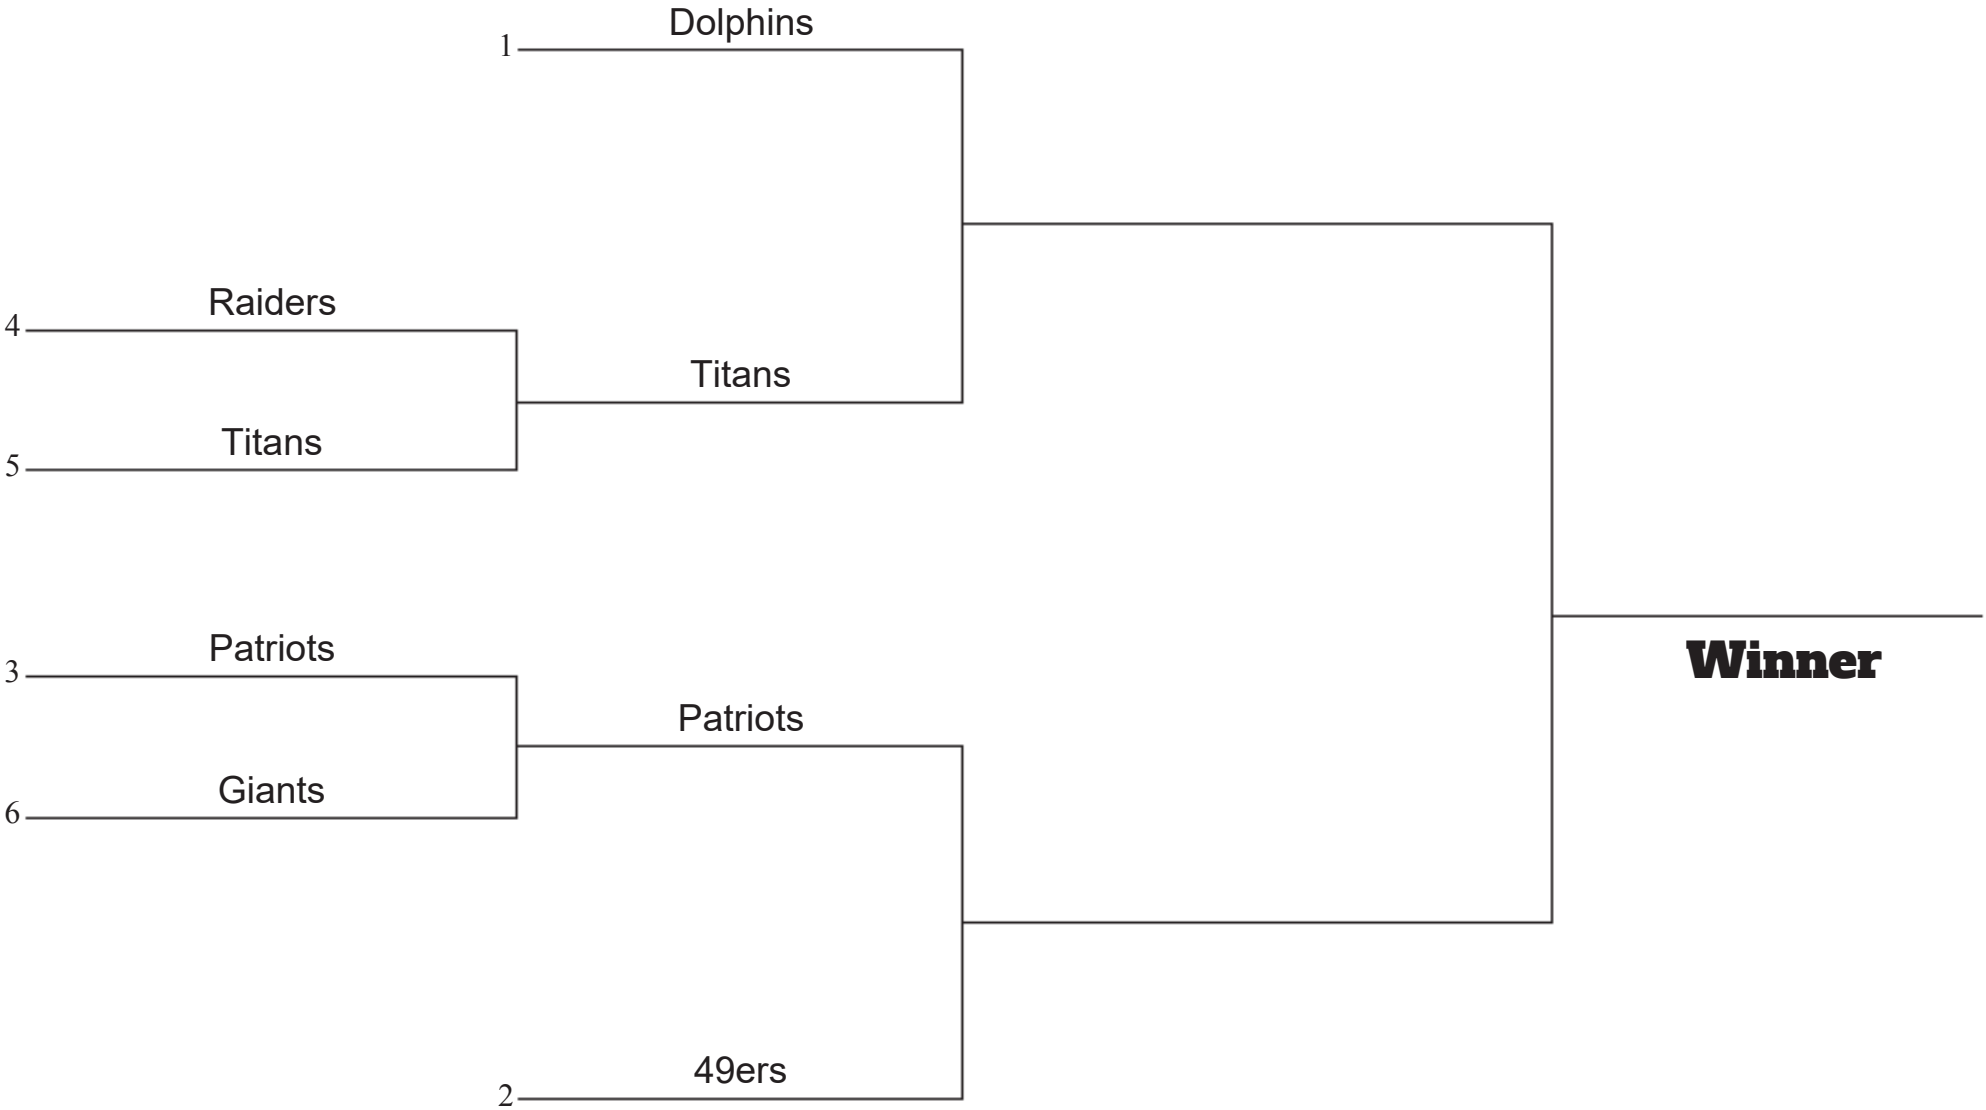 Dolphins
1
Raiders
4
Titans
Titans
5
Patriots
3
Winner
Patriots
Giants
6
49ers
2